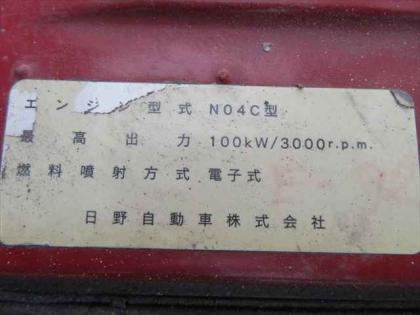 エンジン型式 N04C型
最高出力 100kW/3000r.p.m.
燃料噴射方式 電子式
日野自動車株式会社